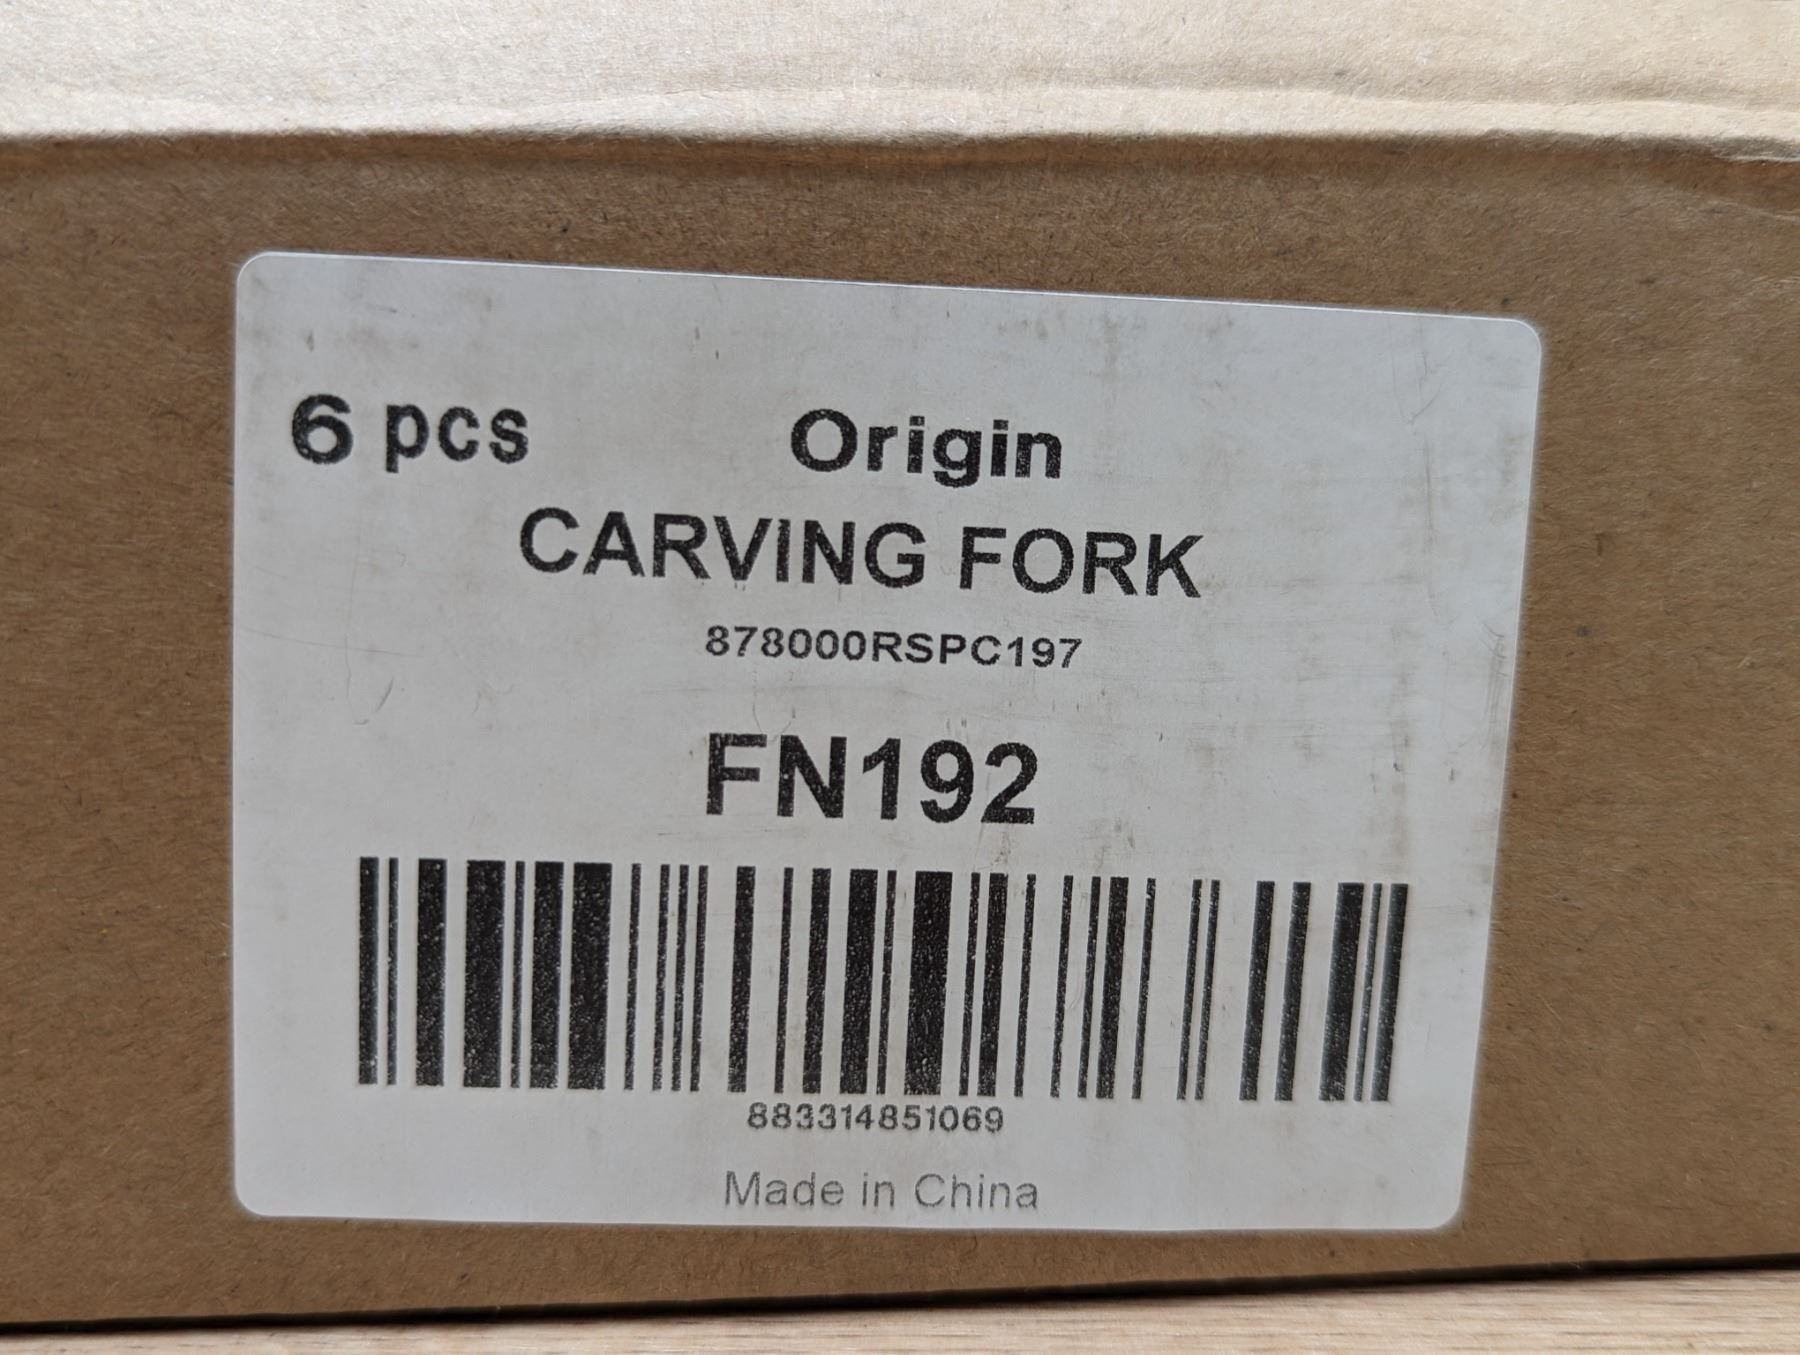 6 pcs Origin
CARVING FORK
878000RSPC197
FN192
883314851069
Made in China